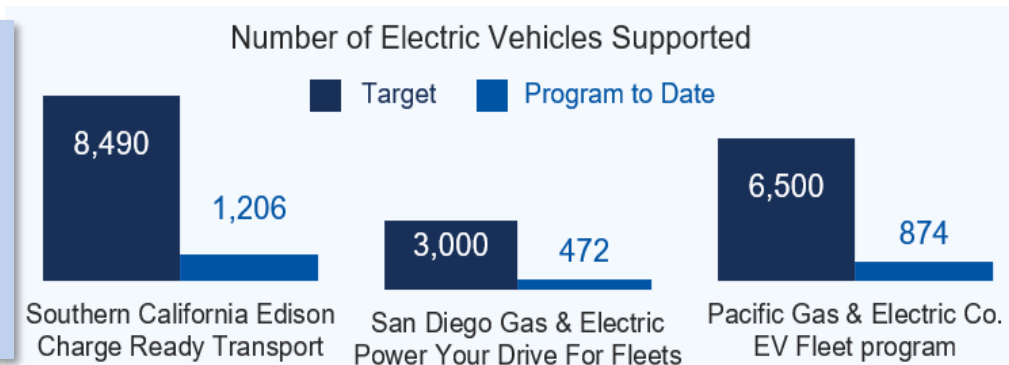 Number of Electric Vehicles Supported
Target
Program to Date
8,490
1,206
3,000
472
6,500
874
Southern California Edison
Charge Ready Transport
San Diego Gas & Electric
Power Your Drive For Fleets
Pacific Gas & Electric Co.
EV Fleet program